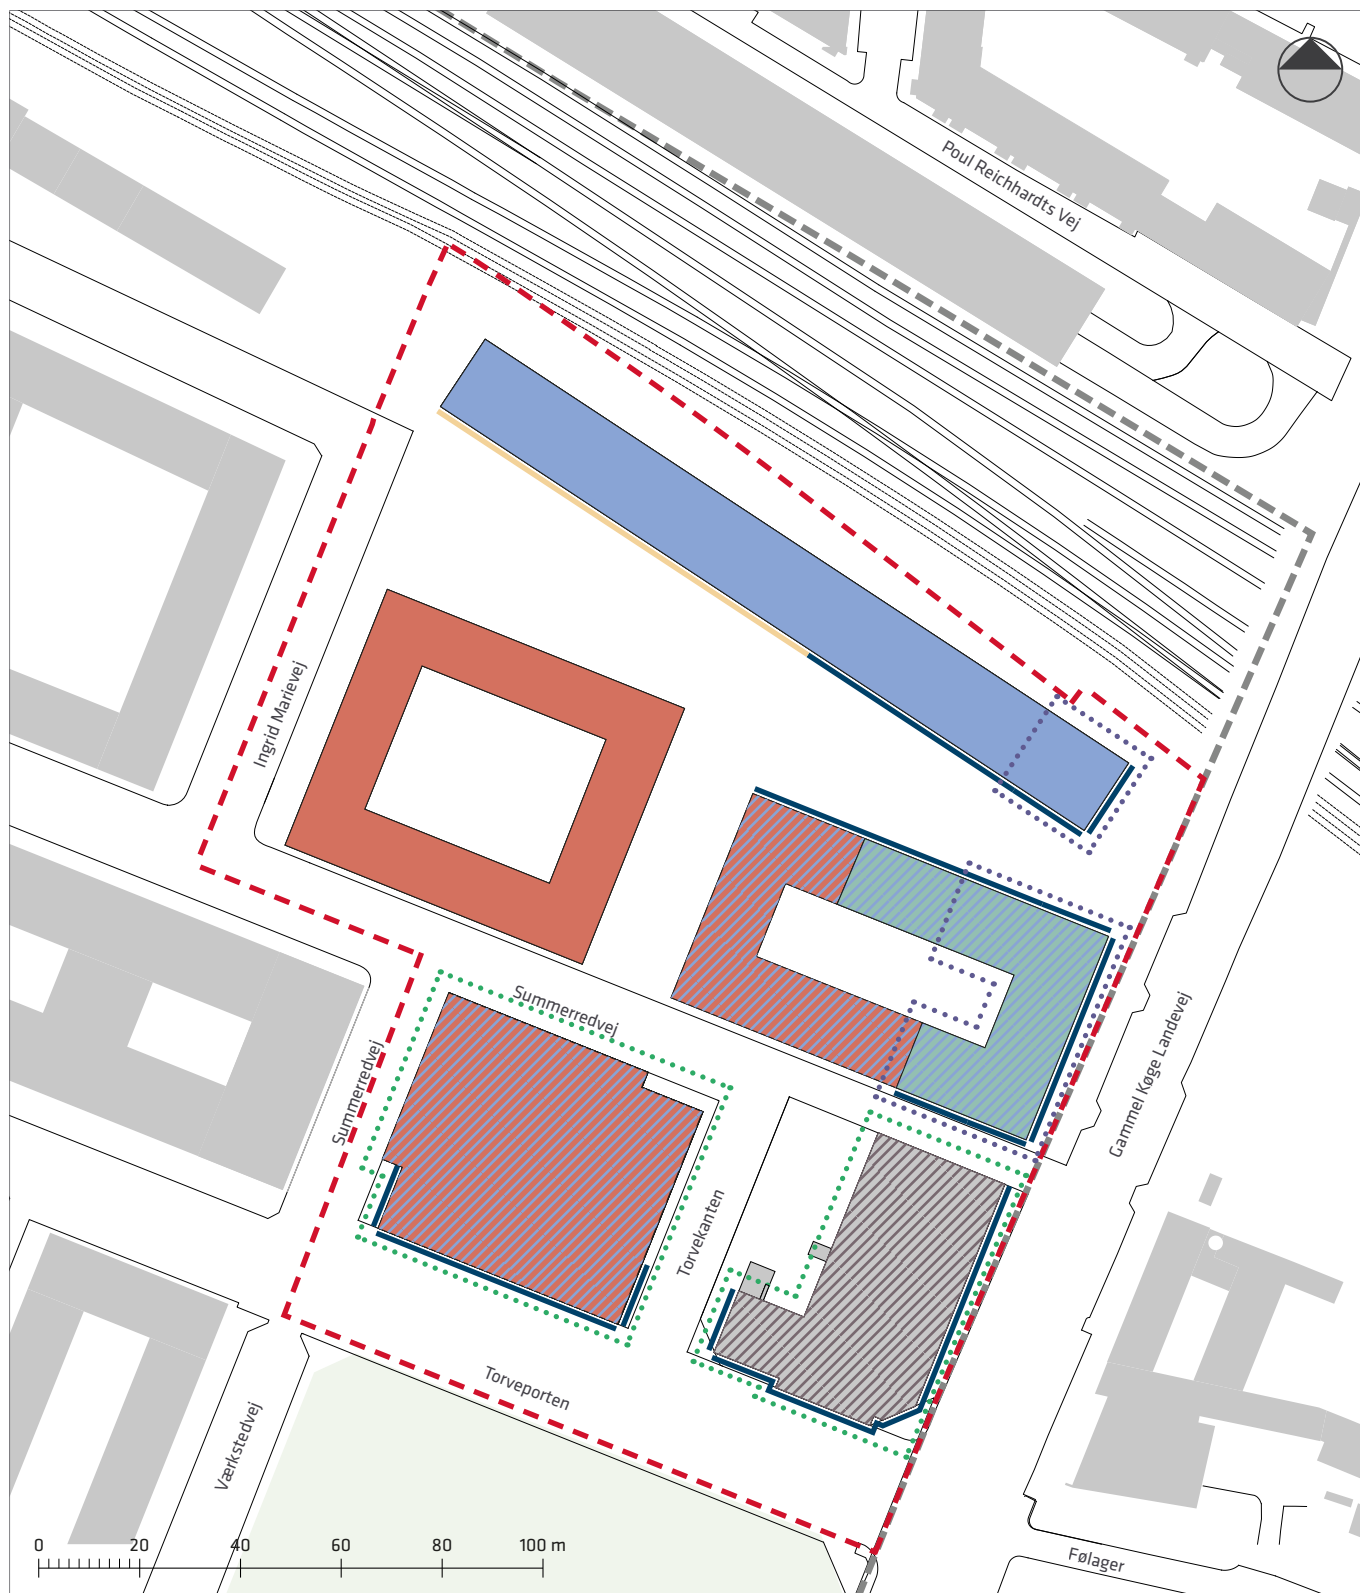 Poul Reichhardts Vej
Ingrid Marievej
Summerredvej
Summerredvej
Gammel Køge Landevej
Torvekanten
Torveporten
Værkstedvej
Følager
0 20 40 60 80 100 m